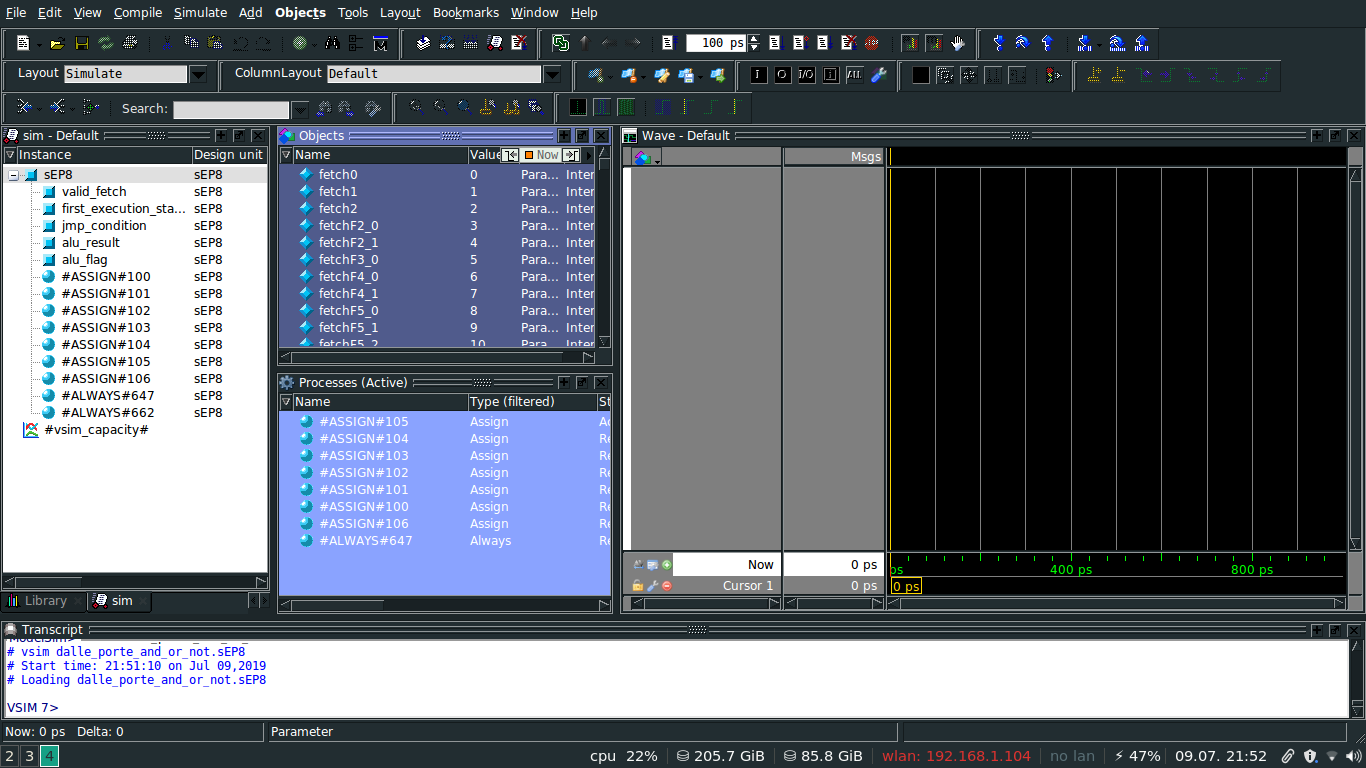 File Edit View Compile Simulate Add Objects Tools Layout Bookmarks Window Help
100 ps
Layout Simulate ColumnLayout Default
I O I/O i ALL
Search:
sim - Default
Instance Design unit
sEP8 sEP8
valid_fetch sEP8
first_execution_sta... sEP8
jmp_condition sEP8
alu_result sEP8
alu_flag sEP8
#ASSIGN#100 sEP8
#ASSIGN#101 sEP8
#ASSIGN#102 sEP8
#ASSIGN#103 sEP8
#ASSIGN#104 sEP8
#ASSIGN#105 sEP8
#ASSIGN#106 sEP8
#ALWAYS#647 sEP8
#ALWAYS#662 sEP8
#vsim_capacity#
Library sim
Objects
Name Value Now
fetch0 0 Para... Inter
fetch1 1 Para... Inter
fetch2 2 Para... Inter
fetchF2_0 3 Para... Inter
fetchF2_1 4 Para... Inter
fetchF3_0 5 Para... Inter
fetchF4_0 6 Para... Inter
fetchF4_1 7 Para... Inter
fetchF5_0 8 Para... Inter
fetchF5_1 9 Para... Inter
fetchF5_2 10 Para... Inter
Processes (Active)
Name Type (filtered) St
#ASSIGN#105 Assign Ac
#ASSIGN#104 Assign Re
#ASSIGN#103 Assign Re
#ASSIGN#102 Assign Re
#ASSIGN#101 Assign Re
#ASSIGN#100 Assign Re
#ASSIGN#106 Assign Re
#ALWAYS#647 Always Re
Wave - Default
Msgs
Now 0 ps ps 400 ps 800 ps
Cursor 1 0 ps 0 ps
Transcript
# vsim dalle_porte_and_or_not.sEP8
# Start time: 21:51:10 on Jul 09,2019
# Loading dalle_porte_and_or_not.sEP8
VSIM 7>
Now: 0 ps Delta: 0 Parameter
2 3 4 cpu 22% 205.7 GiB 85.8 GiB wlan: 192.168.1.104 no lan 47% 09.07. 21:52